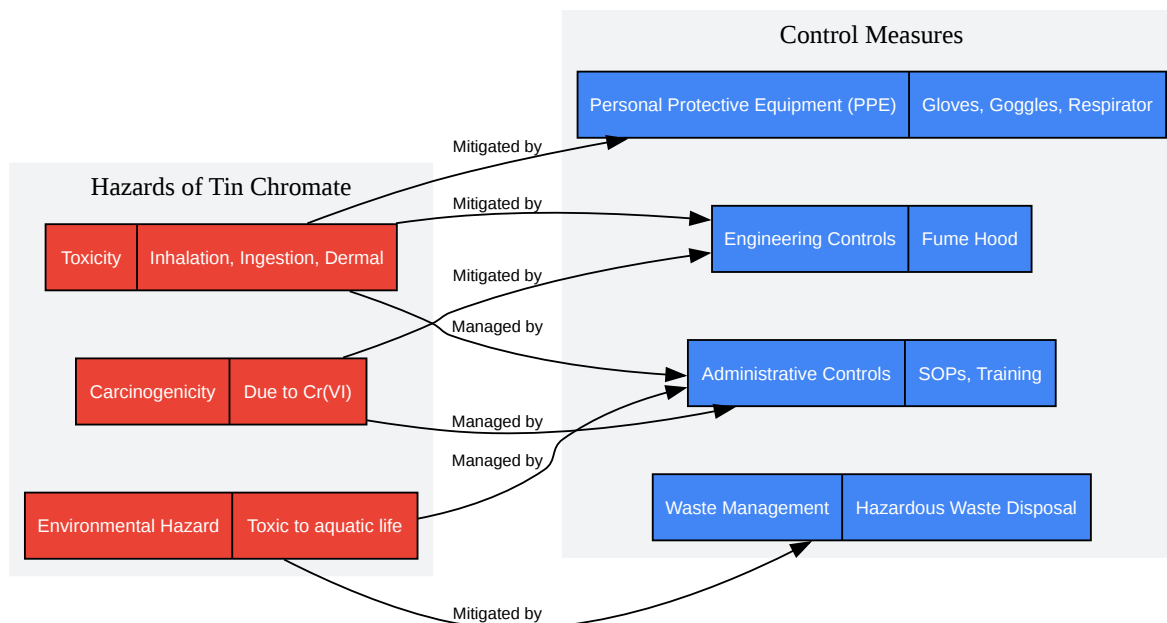 Control Measures
Personal Protective Equipment (PPE) Gloves, Goggles, Respirator
Mitigated by
Hazards of Tin Chromate
Mitigated by
Toxicity Inhalation, Ingestion, Dermal
Engineering Controls Fume Hood
Mitigated by
Managed by
Carcinogenicity Due to Cr(VI)
Administrative Controls SOPs, Training
Managed by
Managed by
Environmental Hazard Toxic to aquatic life
Waste Management Hazardous Waste Disposal
Mitigated by